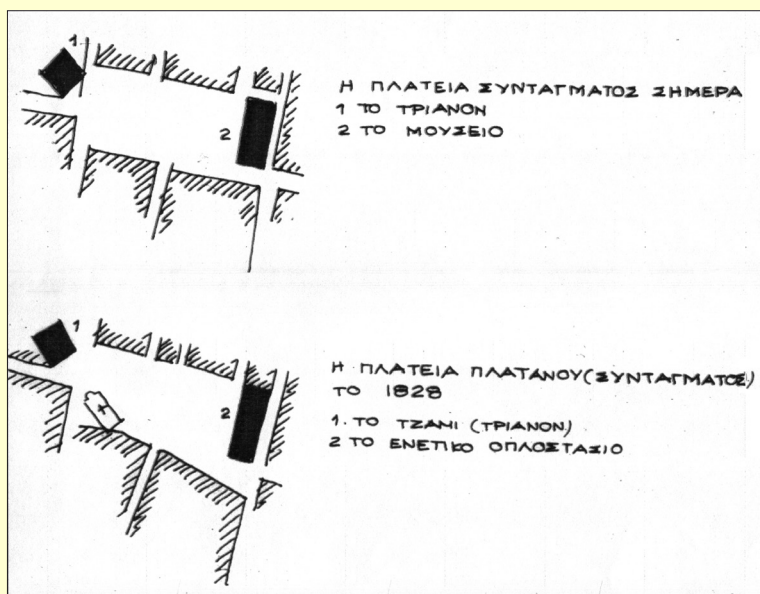 1.
2
Η ΠΛΑΤΕΙΑ ΣΥΝΤΑΓΜΑΤΟΣ ΣΗΜΕΡΑ
1 ΤΟ ΤΡΙΑΝΟΝ
2 ΤΟ ΜΟΥΣΕΙΟ
1
2
Η ΠΛΑΤΕΙΑ ΠΛΑΤΑΝΟΥ (ΣΥΝΤΑΓΜΑΤΟΣ)
ΤΟ 1828
1. ΤΟ ΤΖΑΜΙ (ΤΡΙΑΝΟΝ)
2 ΤΟ ΕΝΕΤΙΚΟ ΟΠΛΟΣΤΑΣΙΟ